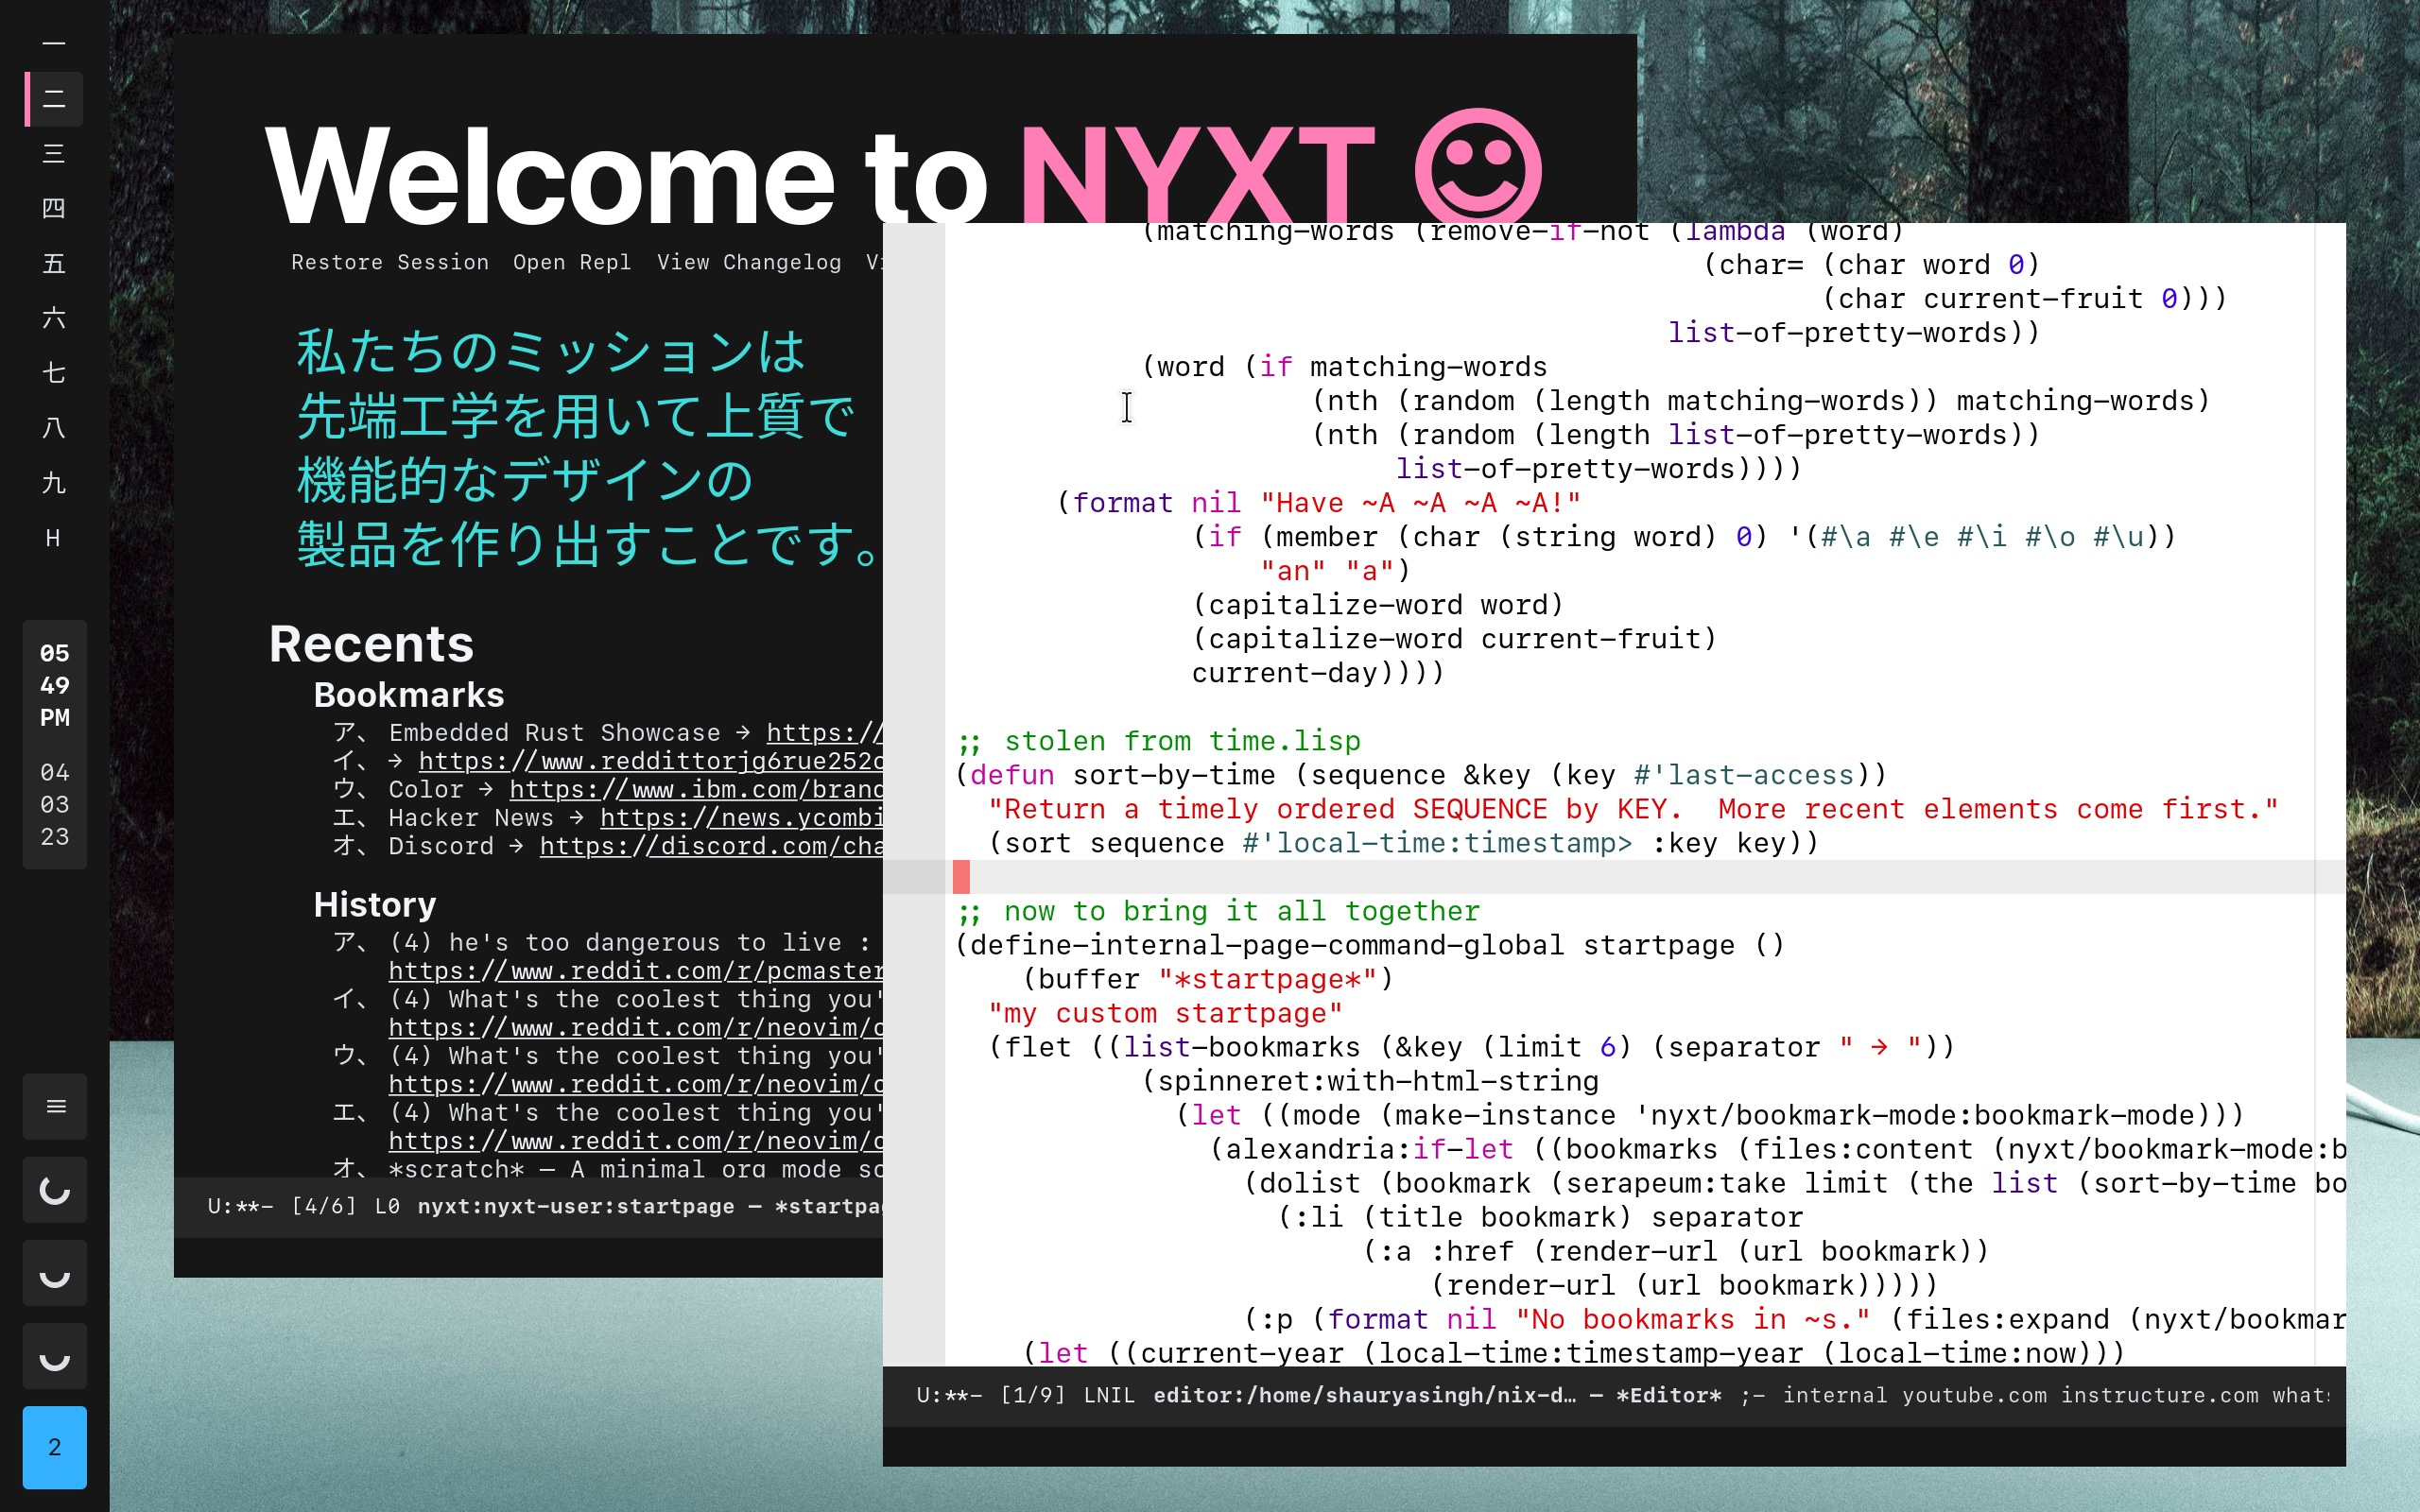 一
二
三
四
五
六
七
八
九
H
05
49
PM
04
03
23
2
Welcome to NYXT ☺
Restore Session Open Repl View Changelog
私たちのミッションは
先端工学を用いて上質で
機能的なデザインの
製品を作り出すことです。
Recents
Bookmarks
ア、 Embedded Rust Showcase → https://
イ、 → https://www.reddittorjg6rue252
ウ、 Color → https://www.ibm.com/bran
エ、 Hacker News → https://news.ycombi
オ、 Discord → https://discord.com/cha
History
ア、 (4) he's too dangerous to live :
https://www.reddit.com/r/pcmaster
イ、 (4) What's the coolest thing you'
https://www.reddit.com/r/neovim/
ウ、 (4) What's the coolest thing you'
https://www.reddit.com/r/neovim/
エ、 (4) What's the coolest thing you'
https://www.reddit.com/r/neovim/
オ、 *scratch* — A minimal org mode sc
U:**- [4/6] L0 nyxt:nyxt-user:startpage — *startpa
(matching-words (remove-if-not (lambda (word)
(char= (char word 0)
(char current-fruit 0)))
list-of-pretty-words))
(word (if matching-words
(nth (random (length matching-words)) matching-words)
(nth (random (length list-of-pretty-words))
list-of-pretty-words))))
(format nil "Have ~A ~A ~A ~A!"
(if (member (char (string word) 0) '(#\a #\e #\i #\o #\u))
"an" "a")
(capitalize-word word)
(capitalize-word current-fruit)
current-day))))
;; stolen from time.lisp
(defun sort-by-time (sequence &key (key #'last-access))
"Return a timely ordered SEQUENCE by KEY.  More recent elements come first."
(sort sequence #'local-time:timestamp> :key key))
;; now to bring it all together
(define-internal-page-command-global startpage ()
(buffer "*startpage*")
"my custom startpage"
(flet ((list-bookmarks (&key (limit 6) (separator " → "))
(spinneret:with-html-string
(let ((mode (make-instance 'nyxt/bookmark-mode:bookmark-mode)))
(alexandria:if-let ((bookmarks (files:content (nyxt/bookmark-mode:b
(dolist (bookmark (serapeum:take limit (the list (sort-by-time bo
(:li (title bookmark) separator
(:a :href (render-url (url bookmark))
(render-url (url bookmark)))))
(:p (format nil "No bookmarks in ~s." (files:expand (nyxt/bookmar
(let ((current-year (local-time:timestamp-year (local-time:now)))
U:**- [1/9] LNIL editor:/home/shauryasingh/nix-d… — *Editor* ;- internal youtube.com instructure.com whats